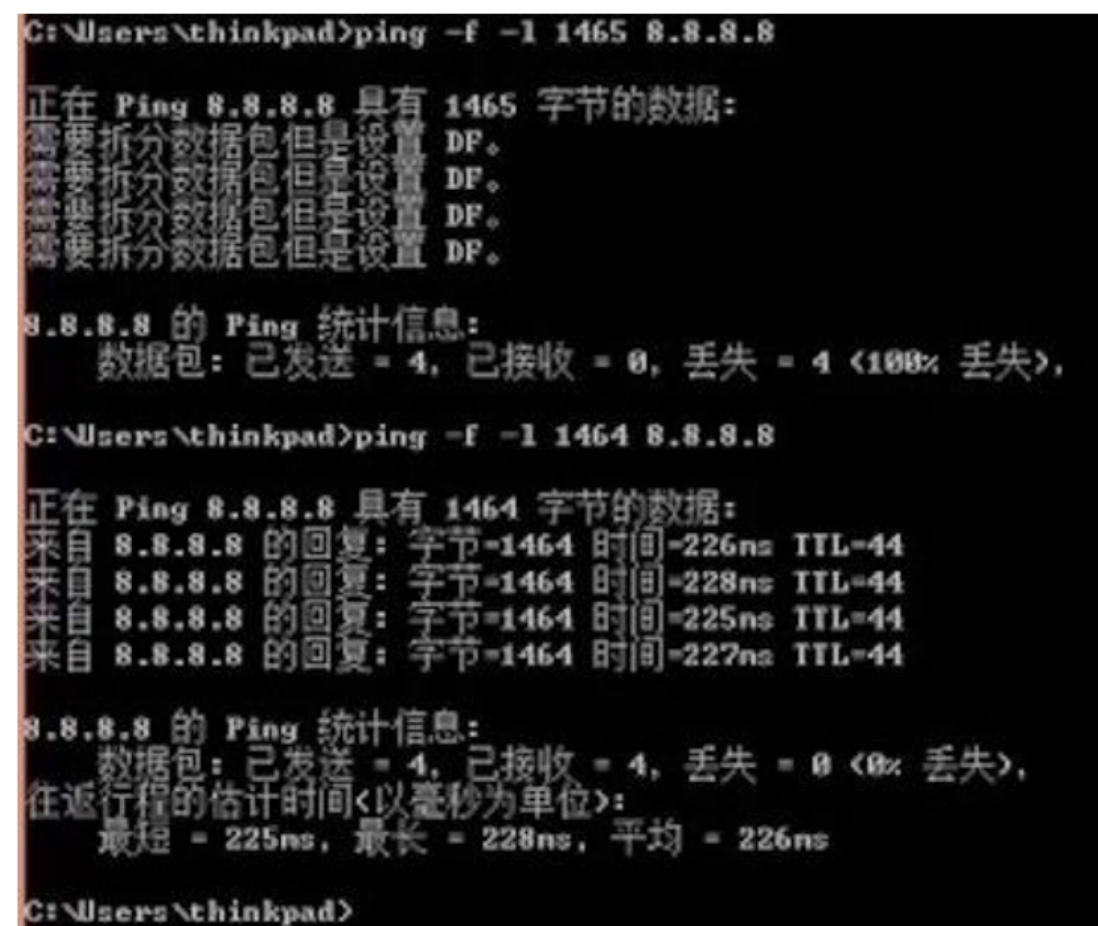 C:\Users\thinkpad>ping -f -l 1465 8.8.8.8
正在 Ping 8.8.8.8 具有 1465 字节的数据:
需要拆分数据包但是设置 DF。
需要拆分数据包但是设置 DF。
需要拆分数据包但是设置 DF。
需要拆分数据包但是设置 DF。
8.8.8.8 的 Ping 统计信息:
数据包: 已发送 = 4, 已接收 = 0, 丢失 = 4 (100% 丢失),
C:\Users\thinkpad>ping -f -l 1464 8.8.8.8
正在 Ping 8.8.8.8 具有 1464 字节的数据:
来自 8.8.8.8 的回复: 字节=1464 时间=226ms TTL=44
来自 8.8.8.8 的回复: 字节=1464 时间=228ms TTL=44
来自 8.8.8.8 的回复: 字节=1464 时间=225ms TTL=44
来自 8.8.8.8 的回复: 字节=1464 时间=227ms TTL=44
8.8.8.8 的 Ping 统计信息:
数据包: 已发送 = 4, 已接收 = 4, 丢失 = 0 (0% 丢失),
往返行程的估计时间(以毫秒为单位):
最短 = 225ms, 最长 = 228ms, 平均 = 226ms
C:\Users\thinkpad>